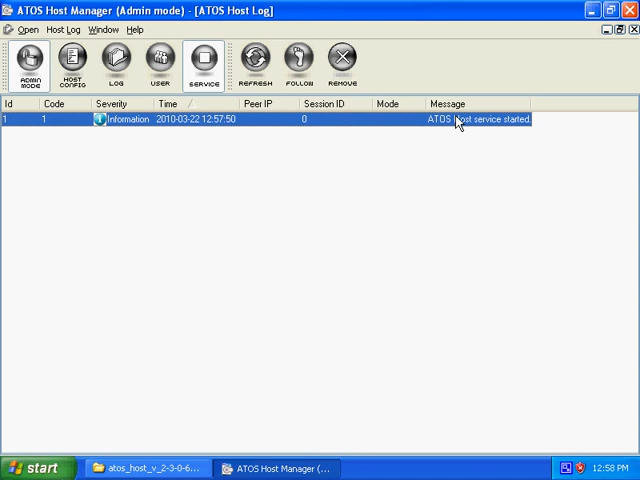 ATOS Host Manager (Admin mode) - [ATOS Host Log]
Open Host Log Window Help
ADMIN MODE HOST CONFIG LOG USER SERVICE REFRESH FOLLOW REMOVE
Id Code Severity Time Peer IP Session ID Mode Message
1 1 Information 2010-03-22 12:57:50 0 ATOS Host service started.
start atos_host_v_2-3-0-6... ATOS Host Manager (... 12:58 PM